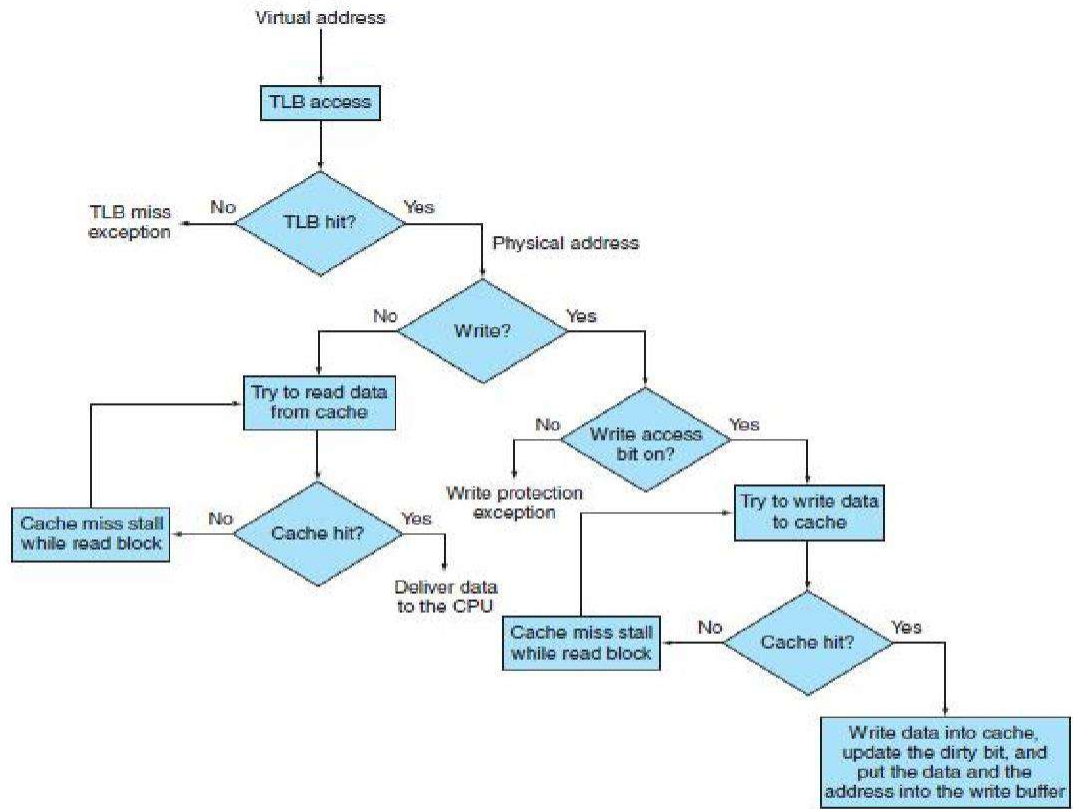 Virtual address
TLB access
TLB hit?
No
Yes
TLB miss
exception
Physical address
Write?
No
Yes
Try to read data
from cache
Write access
bit on?
No
Yes
Write protection
exception
Try to write data
to cache
Cache hit?
No
Yes
Cache miss stall
while read block
Deliver data
to the CPU
Cache hit?
No
Yes
Cache miss stall
while read block
Write data into cache,
update the dirty bit, and
put the data and the
address into the write buffer